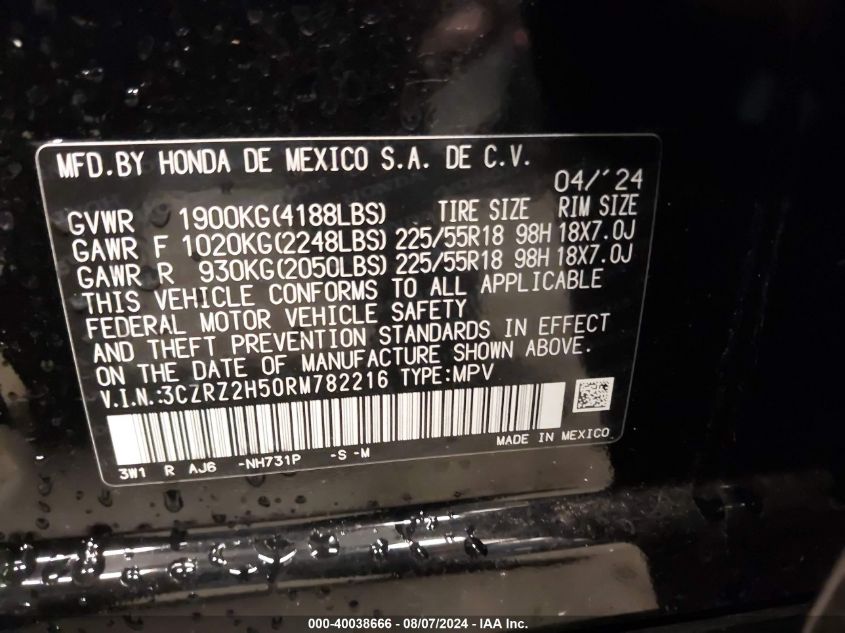 MFD.BY HONDA DE MEXICO S.A. DE C.V.
04/'24
GVWR 1900KG(4188LBS) TIRE SIZE RIM SIZE
GAWR F 1020KG(2248LBS) 225/55R18 98H 18X7.0J
GAWR R 930KG(2050LBS) 225/55R18 98H 18X7.0J
THIS VEHICLE CONFORMS TO ALL APPLICABLE
FEDERAL MOTOR VEHICLE SAFETY
AND THEFT PREVENTION STANDARDS IN EFFECT
ON THE DATE OF MANUFACTURE SHOWN ABOVE.
V.I.N.:3CZRZ2H50RM782216 TYPE:MPV
MADE IN MEXICO
3W1 R AJ6 -NH731P -S -M
000-40038666 - 08/07/2024 - IAA Inc.